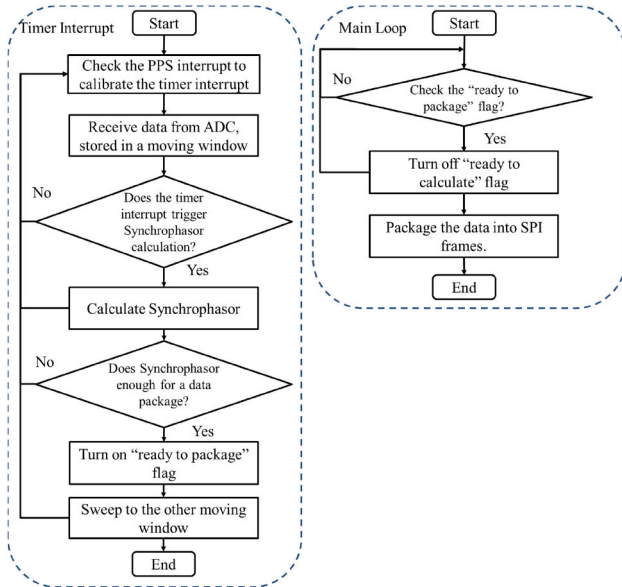 Timer Interrupt
Start
Check the PPS interrupt to
calibrate the timer interrupt
Receive data from ADC,
stored in a moving window
No
Does the timer
interrupt trigger
Synchrophasor
calculation?
Yes
Calculate Synchrophasor
No
Does Synchrophasor
enough for a data
package?
Yes
Turn on “ready to package”
flag
Sweep to the other moving
window
End
Main Loop
Start
No
Check the “ready to
package” flag?
Yes
Turn off “ready to
calculate” flag
Package the data into SPI
frames.
End